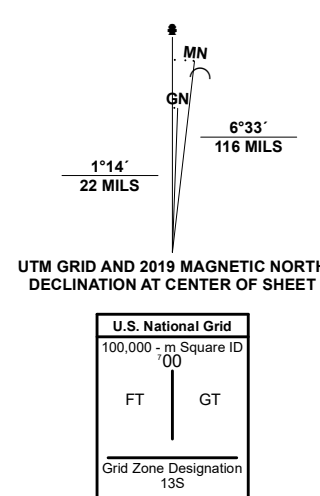 MN
GN
6°33´
116 MILS
1°14´
22 MILS
UTM GRID AND 2019 MAGNETIC NORTH
DECLINATION AT CENTER OF SHEET
U.S. National Grid
100,000 - m Square ID
700
FT GT
Grid Zone Designation
13S